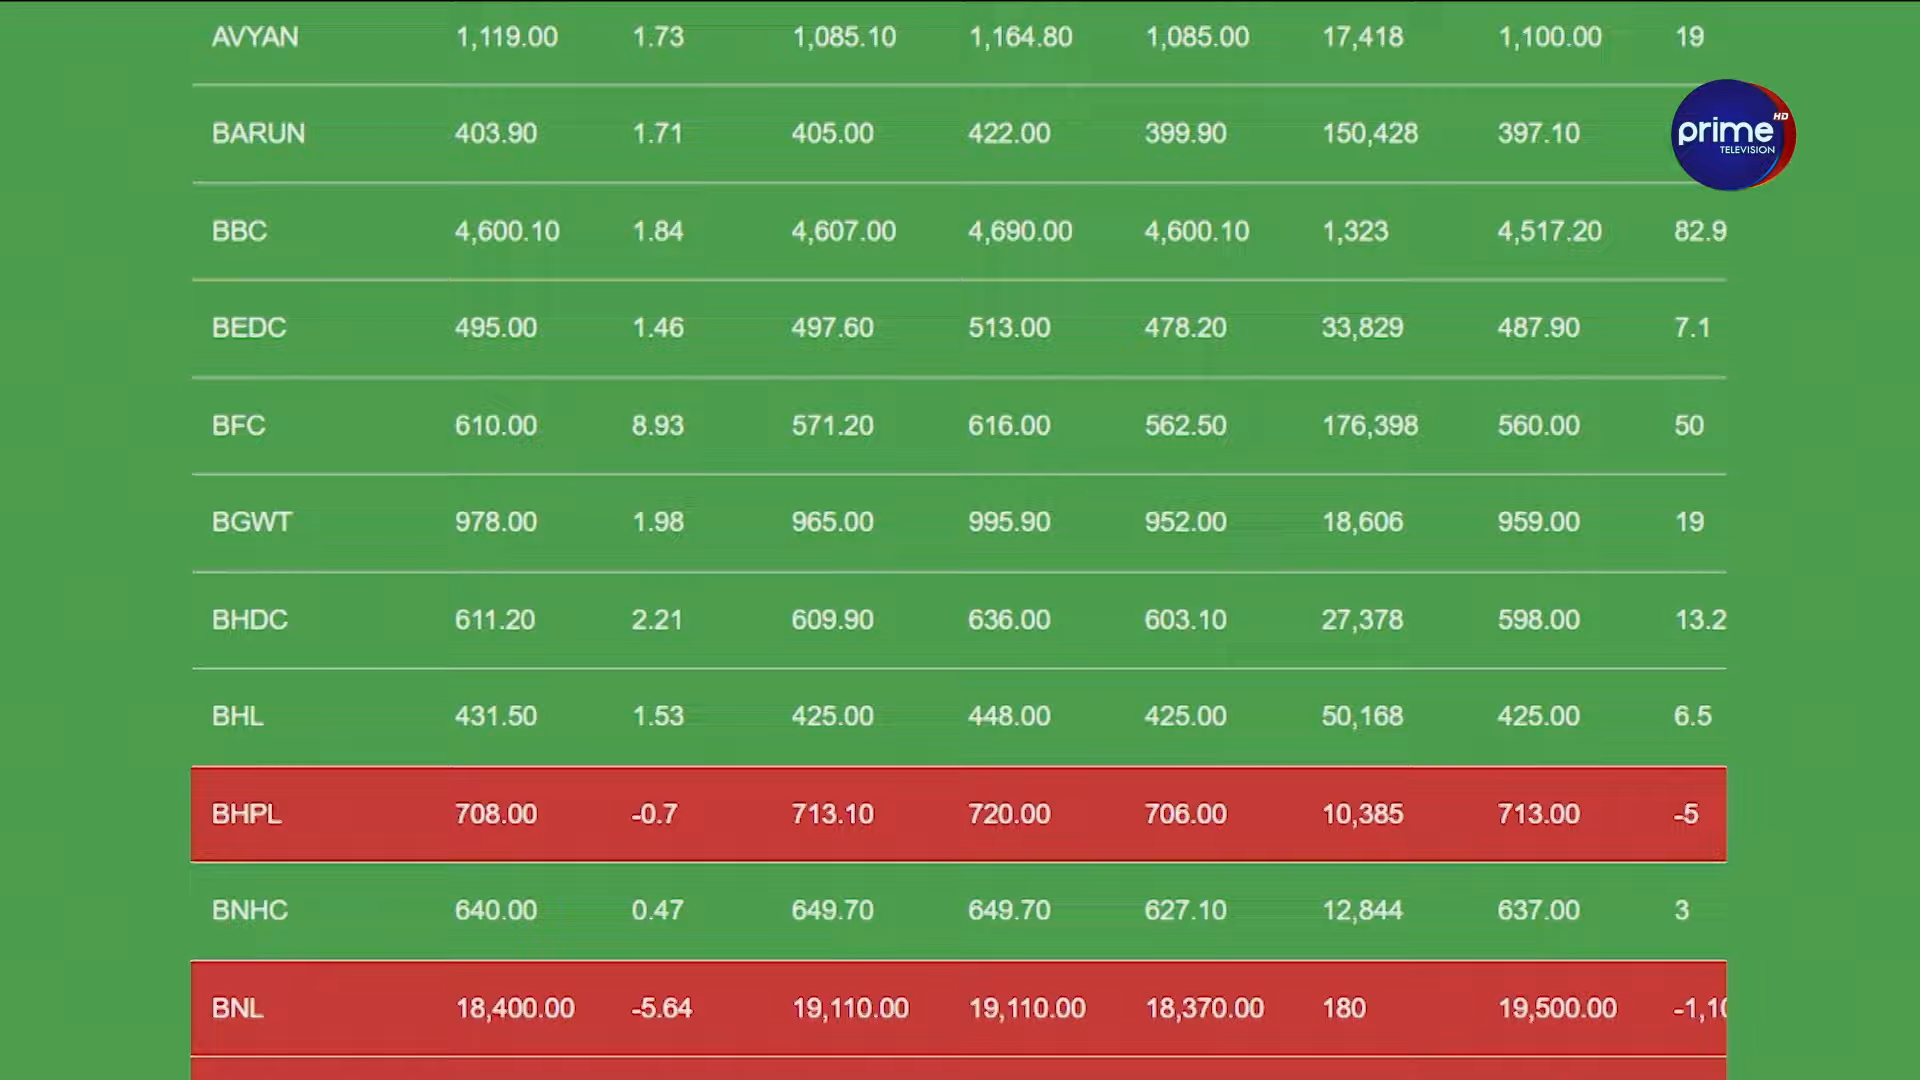 AVYAN 1,119.00 1.73 1,085.10 1,164.80 1,085.00 17,418 1,100.00 19
BARUN 403.90 1.71 405.00 422.00 399.90 150,428 397.10
prime HD
TELEVISION
BBC 4,600.10 1.84 4,607.00 4,690.00 4,600.10 1,323 4,517.20 82.9
BEDC 495.00 1.46 497.60 513.00 478.20 33,829 487.90 7.1
BFC 610.00 8.93 571.20 616.00 562.50 176,398 560.00 50
BGWT 978.00 1.98 965.00 995.90 952.00 18,606 959.00 19
BHDC 611.20 2.21 609.90 636.00 603.10 27,378 598.00 13.2
BHL 431.50 1.53 425.00 448.00 425.00 50,168 425.00 6.5
BHPL 708.00 -0.7 713.10 720.00 706.00 10,385 713.00 -5
BNHC 640.00 0.47 649.70 649.70 627.10 12,844 637.00 3
BNL 18,400.00 -5.64 19,110.00 19,110.00 18,370.00 180 19,500.00